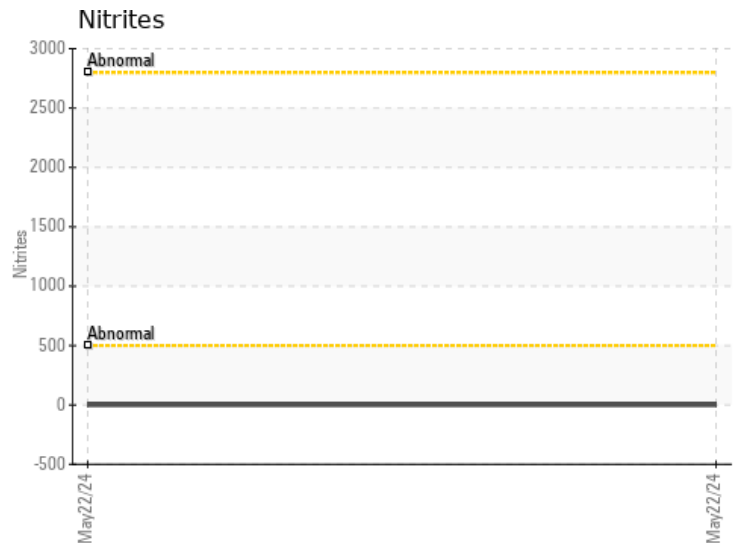 Nitrites
3000
Abnormal
2500
2000
1500
Nitrites
1000
Abnormal
500
0
-500
May22/24
May22/24